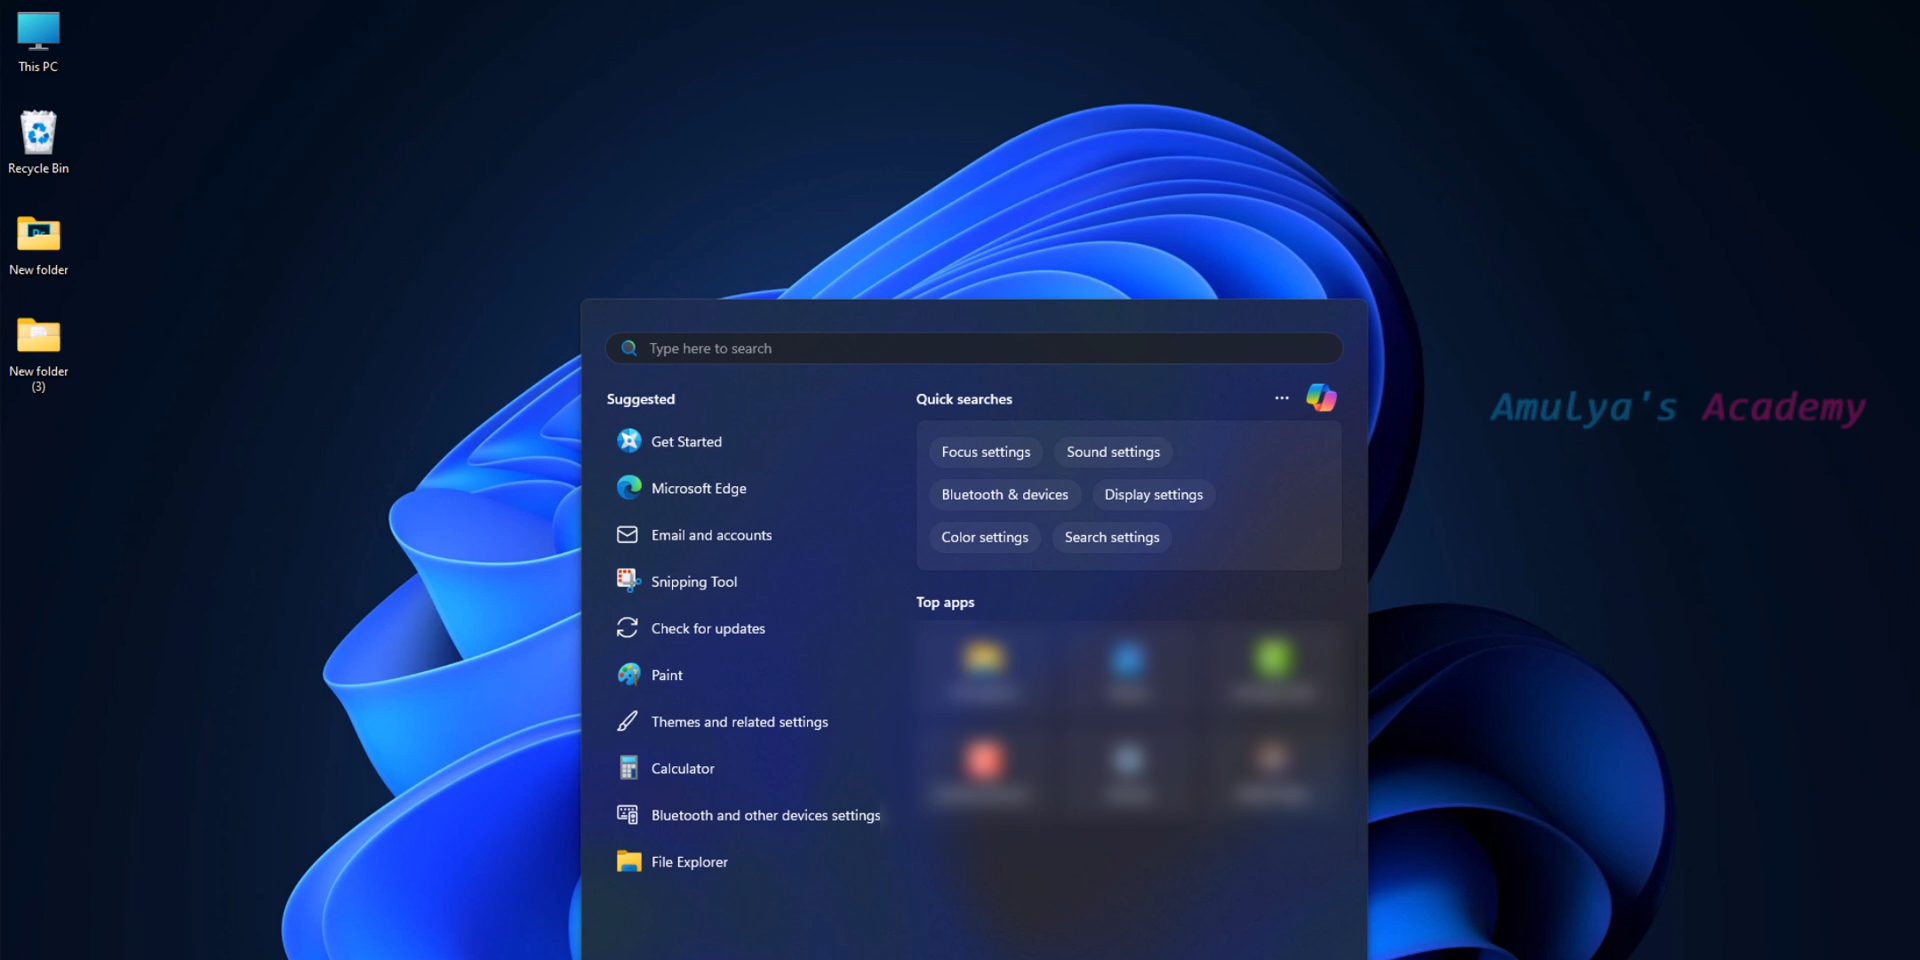 This PC
Recycle Bin
New folder
New folder
(3)
Type here to search
Suggested
Get Started
Microsoft Edge
Email and accounts
Snipping Tool
Check for updates
Paint
Themes and related settings
Calculator
Bluetooth and other devices settings
File Explorer
Quick searches
Focus settings
Sound settings
Bluetooth & devices
Display settings
Color settings
Search settings
Top apps
Amulya's Academy